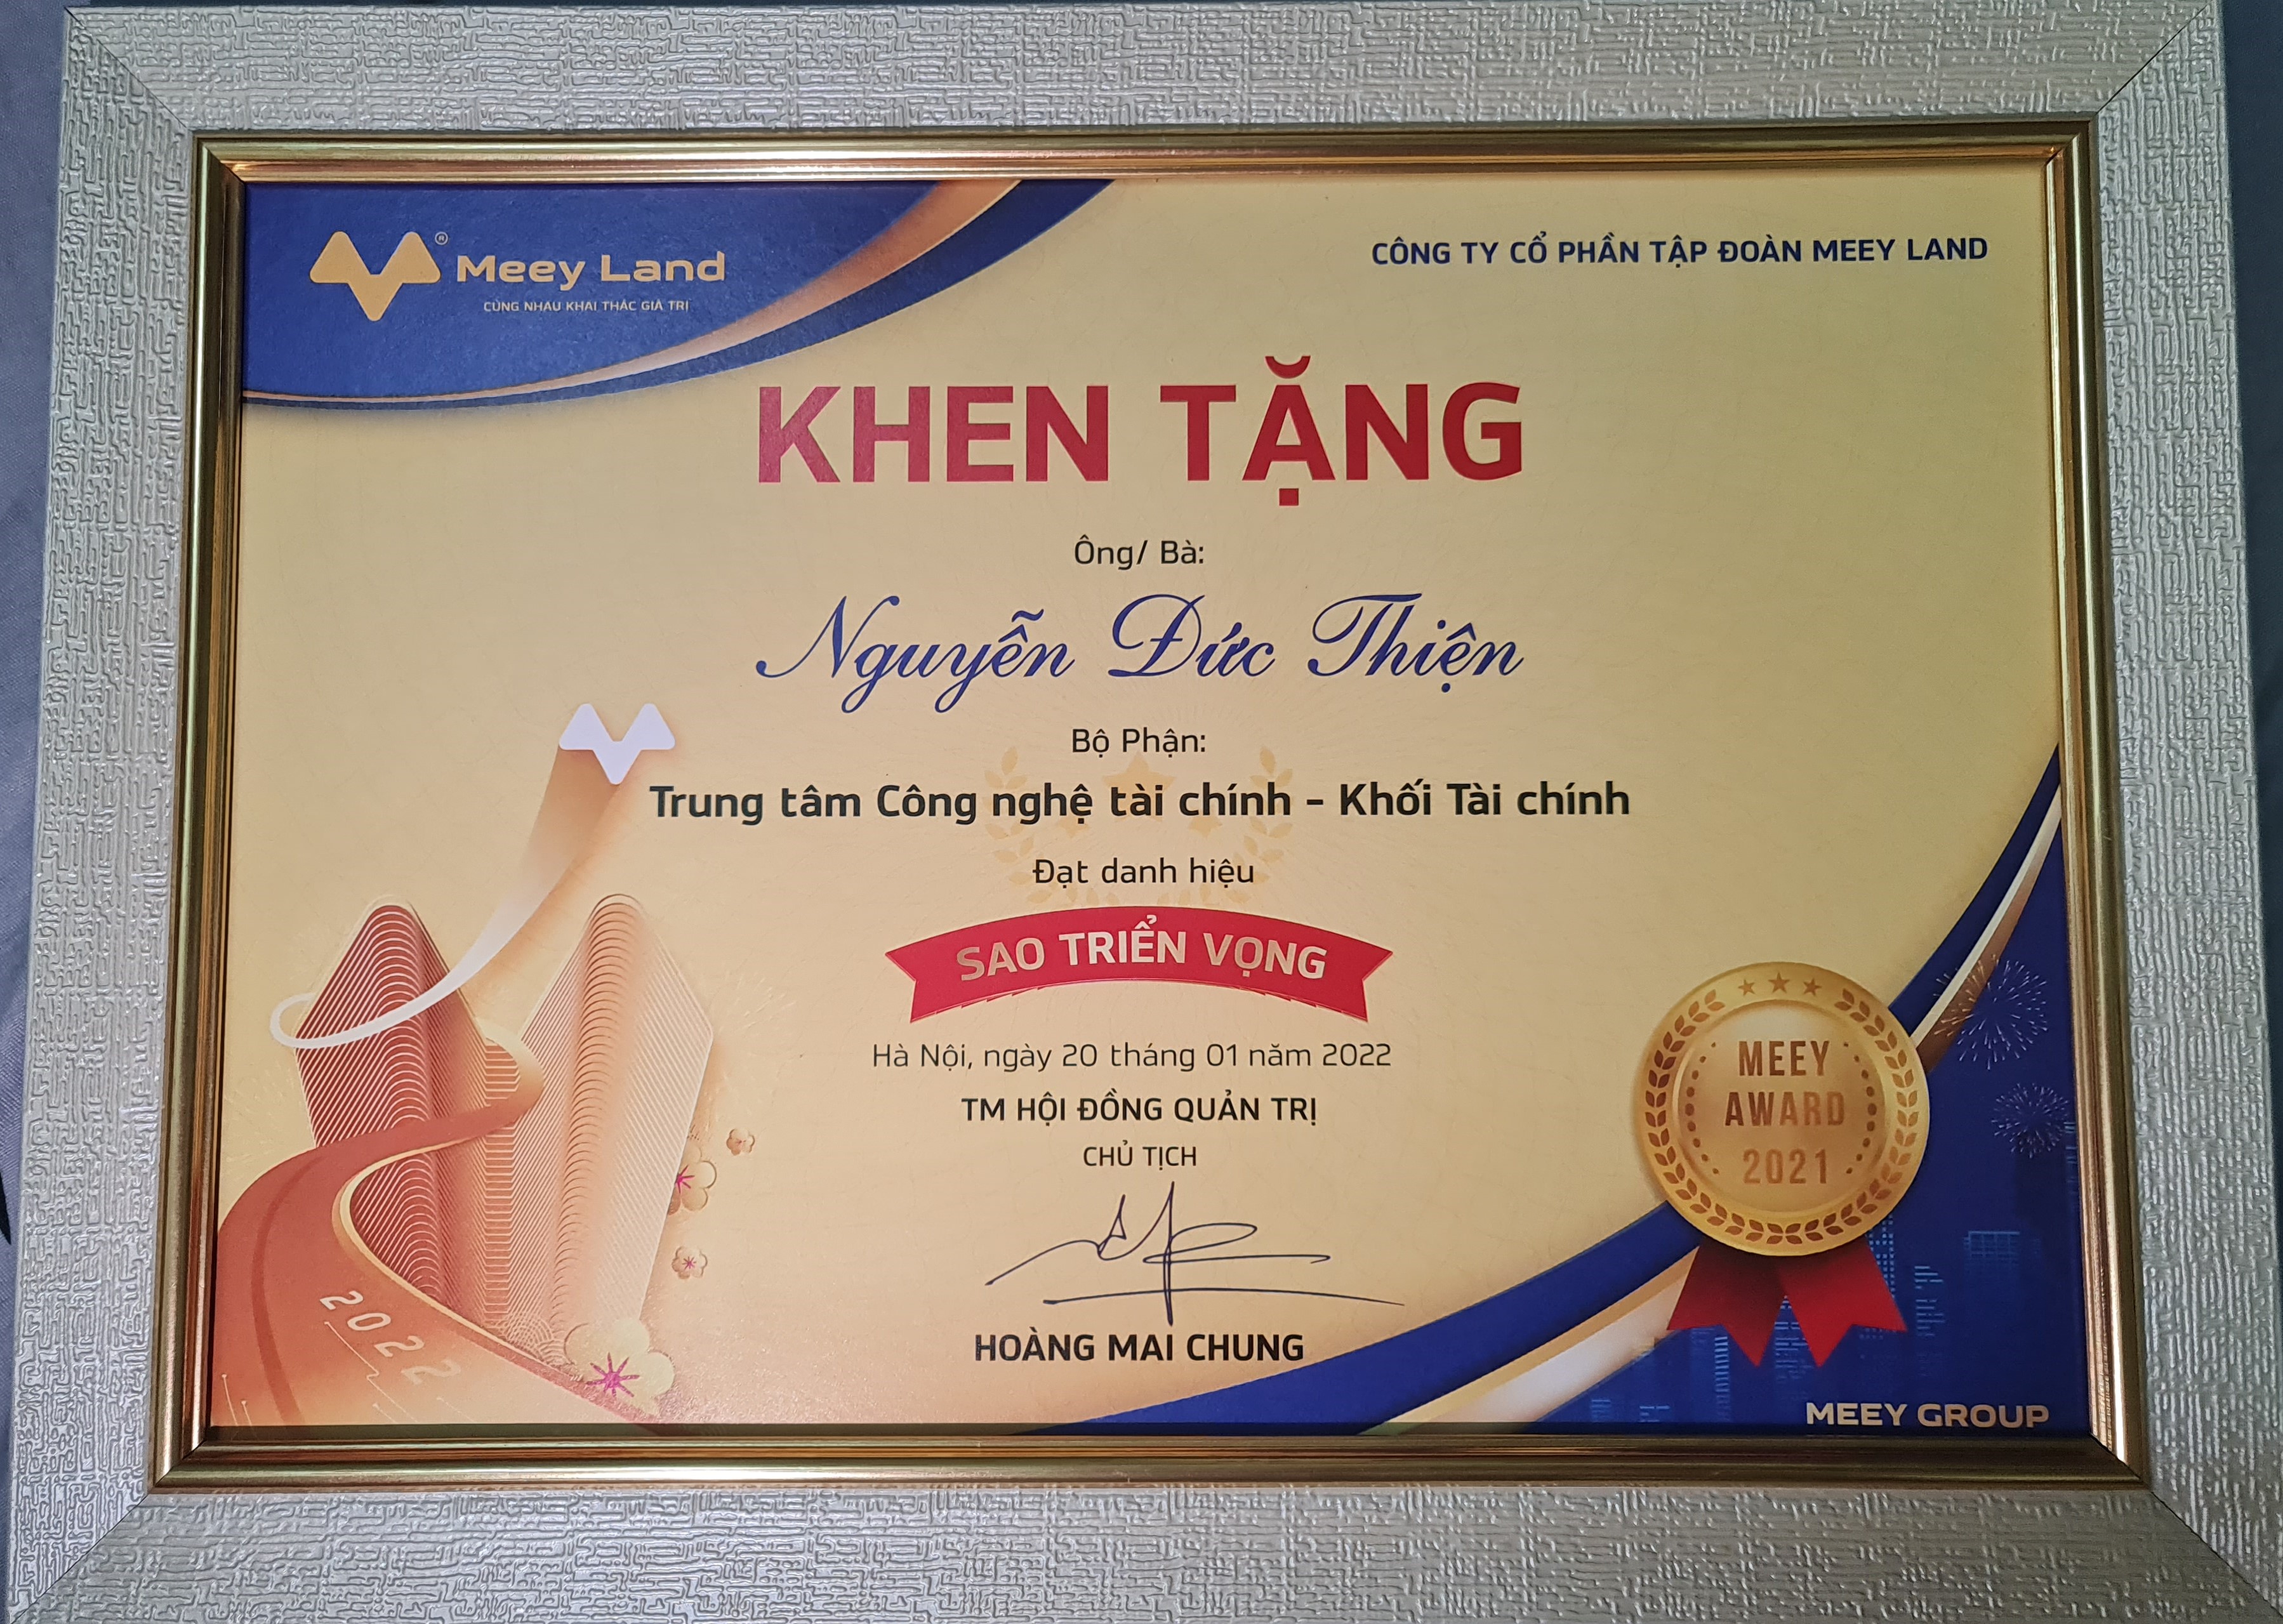 Meey Land
CÙNG NHAU KHAI THÁC GIÁ TRỊ
CÔNG TY CỔ PHẦN TẬP ĐOÀN MEEY LAND
KHEN TẶNG
Ông/ Bà:
Nguyễn Đức Thiện
Bộ Phận:
Trung tâm Công nghệ tài chính - Khối Tài chính
Đạt danh hiệu
SAO TRIỂN VỌNG
Hà Nội, ngày 20 tháng 01 năm 2022
TM HỘI ĐỒNG QUẢN TRỊ
CHỦ TỊCH
HOÀNG MAI CHUNG
2022
MEEY
AWARD
2021
MEEY GROUP